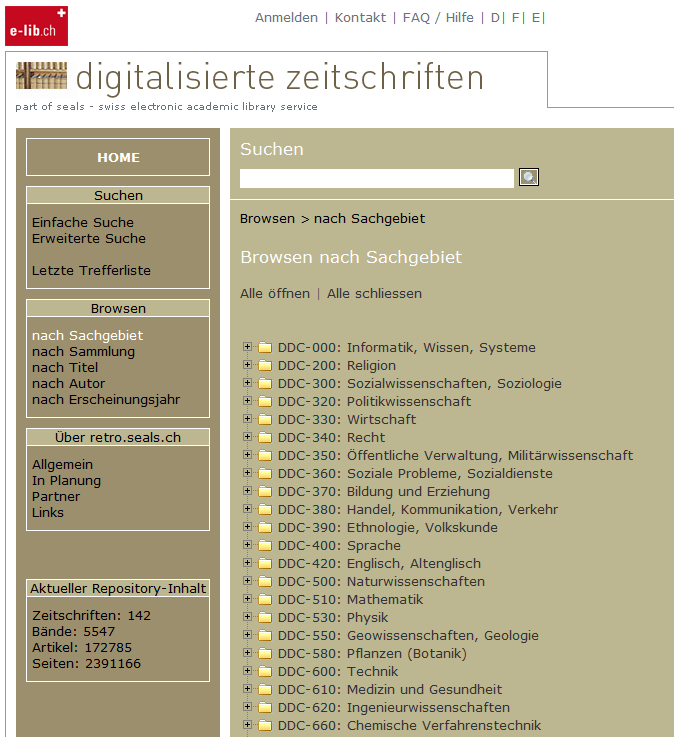 e-lib.ch
Anmelden | Kontakt | FAQ / Hilfe | D| F| E|
digitalisierte zeitschriften
part of seals - swiss electronic academic library service
HOME
Suchen
Einfache Suche
Erweiterte Suche
Letzte Trefferliste
Browsen
nach Sachgebiet
nach Sammlung
nach Titel
nach Autor
nach Erscheinungsjahr
Über retro.seals.ch
Allgemein
In Planung
Partner
Links
Aktueller Repository-Inhalt
Zeitschriften: 142
Bände: 5547
Artikel: 172785
Seiten: 2391166
Suchen
Browsen > nach Sachgebiet
Browsen nach Sachgebiet
Alle öffnen | Alle schliessen
DDC-000: Informatik, Wissen, Systeme
DDC-200: Religion
DDC-300: Sozialwissenschaften, Soziologie
DDC-320: Politikwissenschaft
DDC-330: Wirtschaft
DDC-340: Recht
DDC-350: Öffentliche Verwaltung, Militärwissenschaft
DDC-360: Soziale Probleme, Sozialdienste
DDC-370: Bildung und Erziehung
DDC-380: Handel, Kommunikation, Verkehr
DDC-390: Ethnologie, Volkskunde
DDC-400: Sprache
DDC-420: Englisch, Altenglisch
DDC-500: Naturwissenschaften
DDC-510: Mathematik
DDC-530: Physik
DDC-550: Geowissenschaften, Geologie
DDC-580: Pflanzen (Botanik)
DDC-600: Technik
DDC-610: Medizin und Gesundheit
DDC-620: Ingenieurwissenschaften
DDC-660: Chemische Verfahrenstechnik